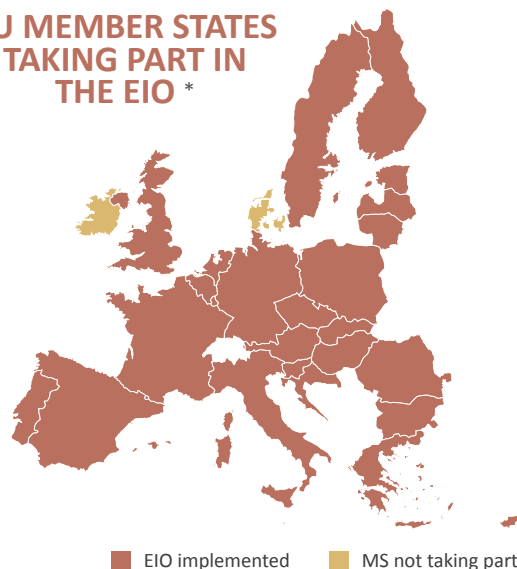 U MEMBER STATES
TAKING PART IN
THE EIO *
EIO implemented
MS not taking part